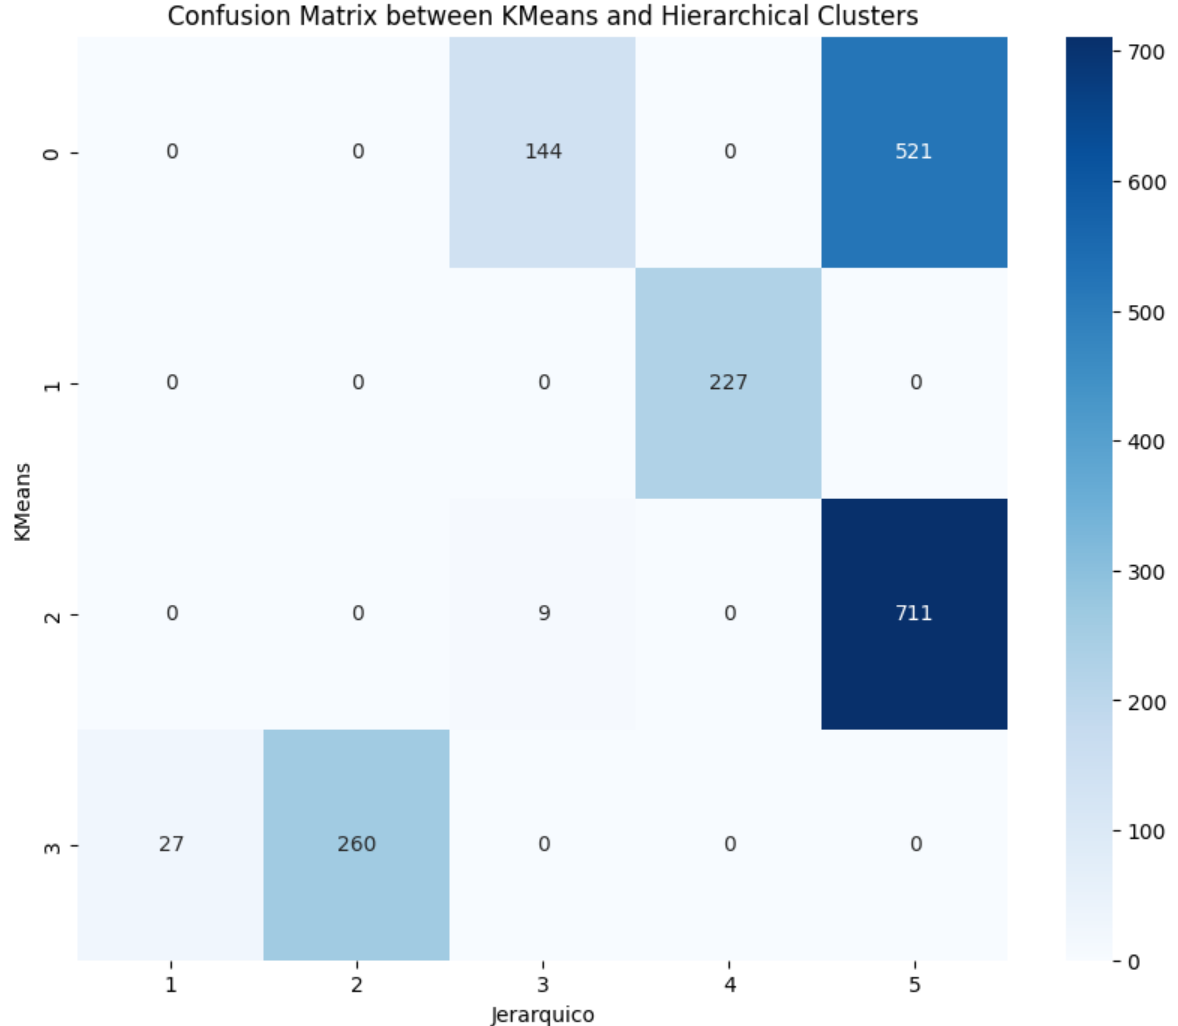 Confusion Matrix between KMeans and Hierarchical Clusters
700
0 0 0 144 0 521
600
500
1 0 0 0 227 0
400
KMeans
300
2 0 0 9 0 711
200
100
3 27 260 0 0 0
0
1 2 3 4 5
Jerarquico